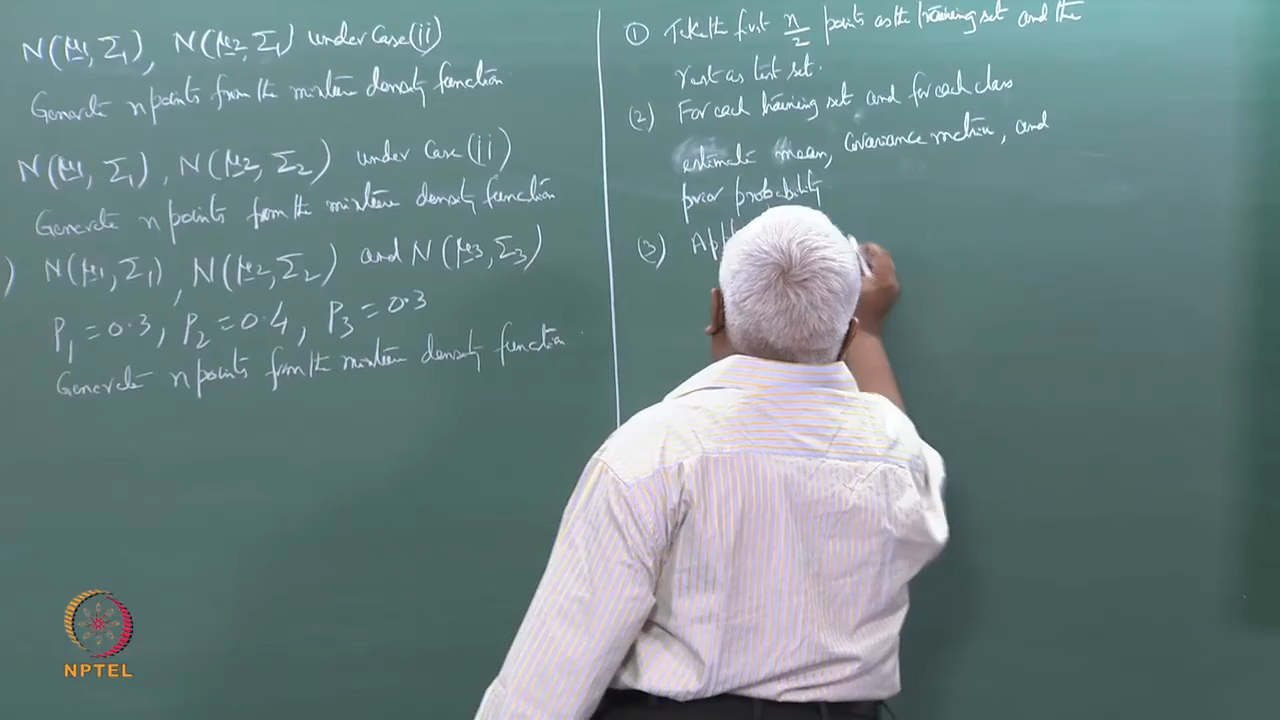 N(μ1, Σ1), N(μ2, Σ1) under Case (ii)
Generate n points from the mixture density function
N(μ1, Σ1), N(μ2, Σ2) under Case (ii)
Generate n points from the mixture density function
) N(μ1, Σ1), N(μ2, Σ2) and N(μ3, Σ3)
P1 = 0.3, P2 = 0.4, P3 = 0.3
Generate n points from the mixture density function
① Take the first n/2 points as the training set and the
rest as test set.
(2) For each training set and for each class
estimate mean, covariance matrix, and
prior probability
(3) App
NPTEL